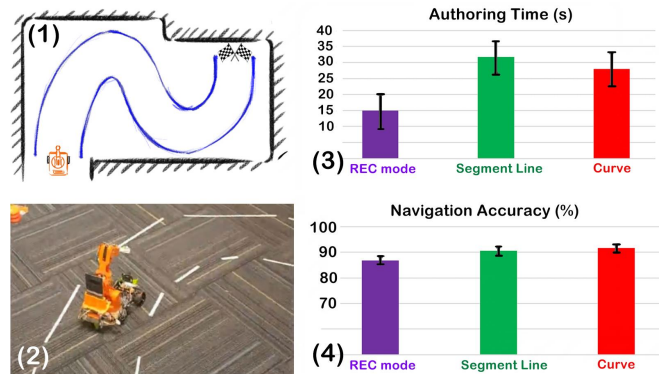 (1)
(2)
Authoring Time (s)
40
35
30
25
20
15
10
(3)
REC mode
Segment Line
Curve
Navigation Accuracy (%)
100
90
80
70
(4)
REC mode
Segment Line
Curve